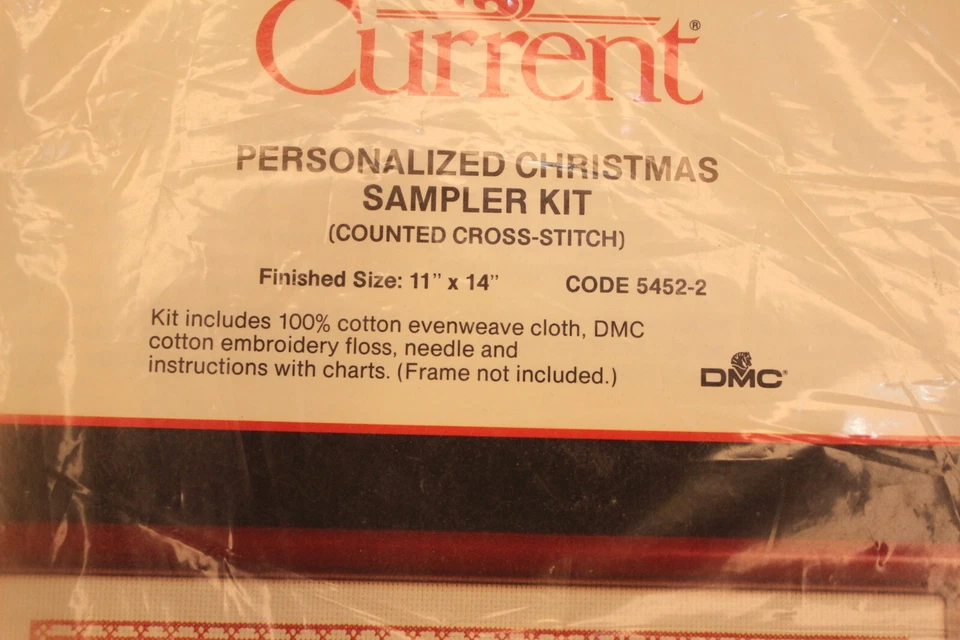 Current®
PERSONALIZED CHRISTMAS
SAMPLER KIT
(COUNTED CROSS-STITCH)
Finished Size: 11" x 14" CODE 5452-2
Kit includes 100% cotton evenweave cloth, DMC
cotton embroidery floss, needle and
instructions with charts. (Frame not included.)
DMC®